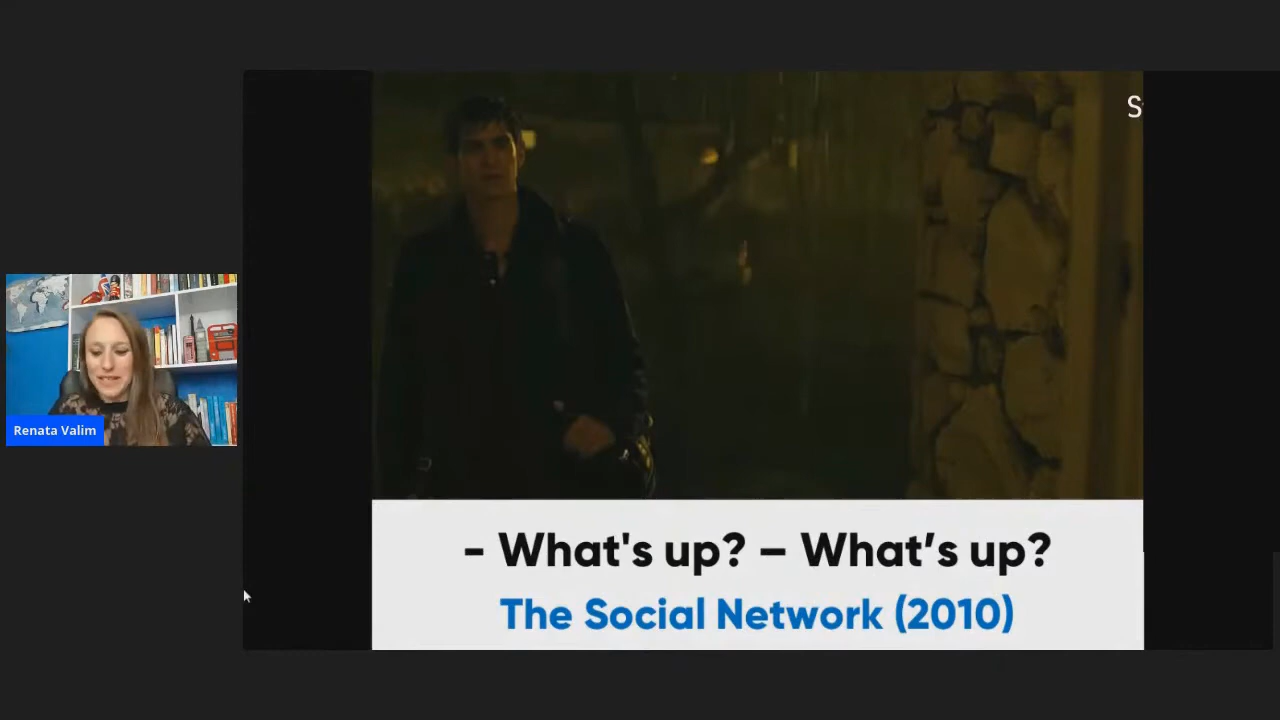 S
Renata Valim
- What's up? – What’s up?
The Social Network (2010)